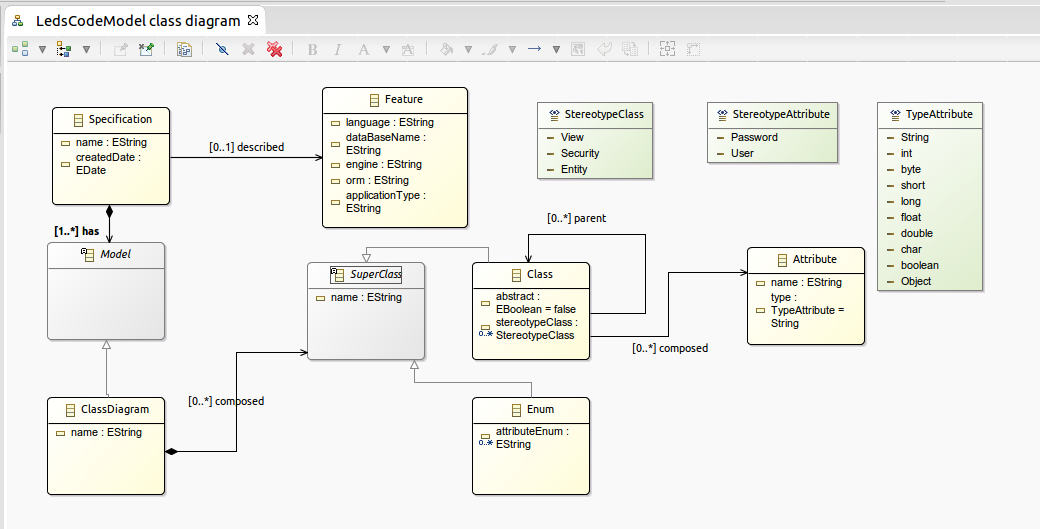 LedsCodeModel class diagram
B I A A
Specification
name : EString
createdDate :
EDate
[0..1] described
Feature
language : EString
dataBaseName :
EString
engine : EString
orm : EString
applicationType :
EString
StereotypeClass
View
Security
Entity
StereotypeAttribute
Password
User
TypeAttribute
String
int
byte
short
long
float
double
char
boolean
Object
[1..*] has
Model
SuperClass
name : EString
[0..*] parent
Class
abstract :
EBoolean = false
stereotypeClass :
0..* StereotypeClass
Attribute
name : EString
type :
TypeAttribute =
String
[0..*] composed
[0..*] composed
ClassDiagram
name : EString
Enum
attributeEnum :
0..* EString